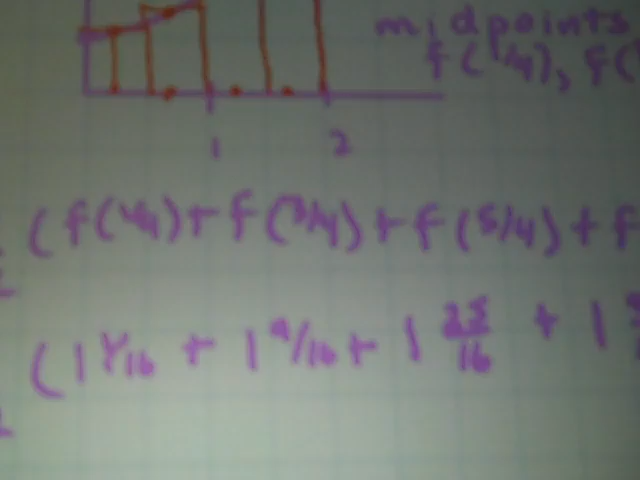 midpoints
f(1/4), f(
1 2
(f(1/4) + f(3/4) + f(5/4) + f
(1 1/16 + 1 9/16 + 1 25/16 + 1